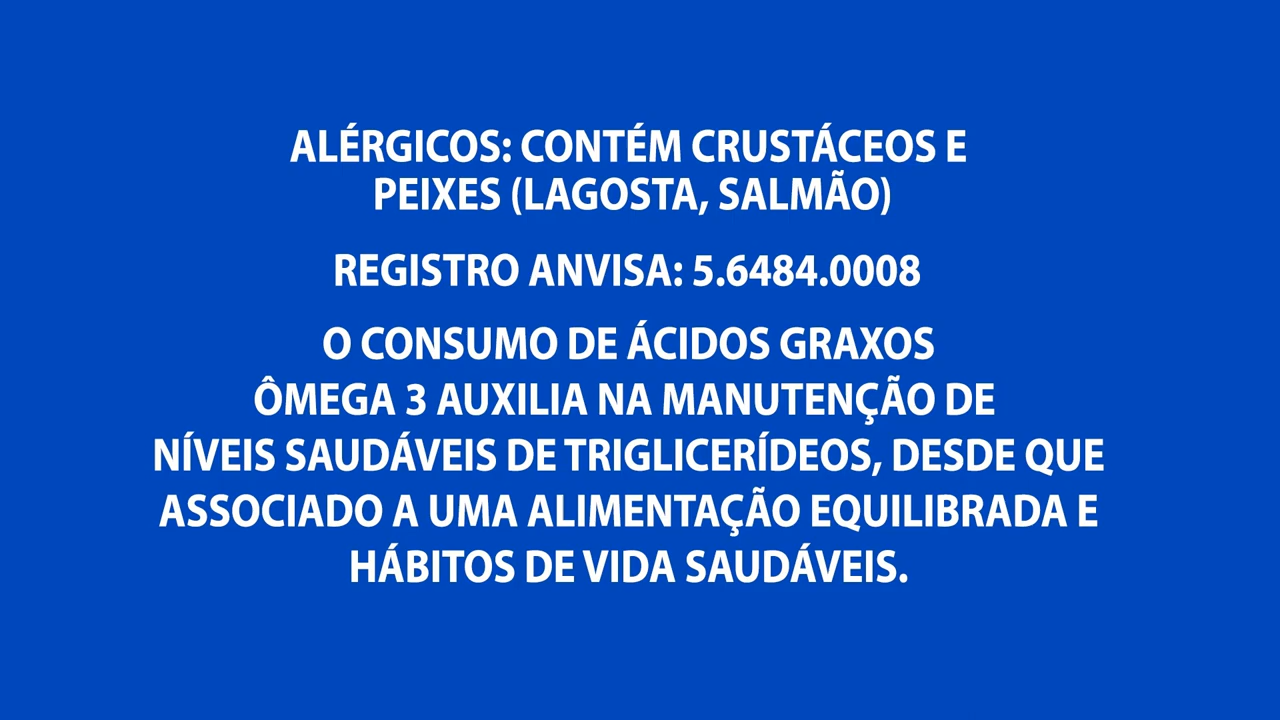 ALÉRGICOS: CONTÉM CRUSTÁCEOS E
PEIXES (LAGOSTA, SALMÃO)
REGISTRO ANVISA: 5.6484.0008
O CONSUMO DE ÁCIDOS GRAXOS
ÔMEGA 3 AUXILIA NA MANUTENÇÃO DE
NÍVEIS SAUDÁVEIS DE TRIGLICERÍDEOS, DESDE QUE
ASSOCIADO A UMA ALIMENTAÇÃO EQUILIBRADA E
HÁBITOS DE VIDA SAUDÁVEIS.